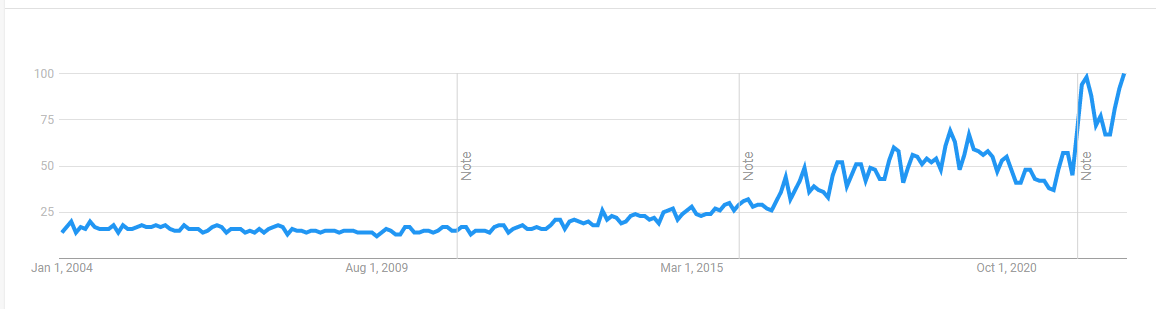 100
75
50
25
Note
Note
Note
Jan 1, 2004
Aug 1, 2009
Mar 1, 2015
Oct 1, 2020